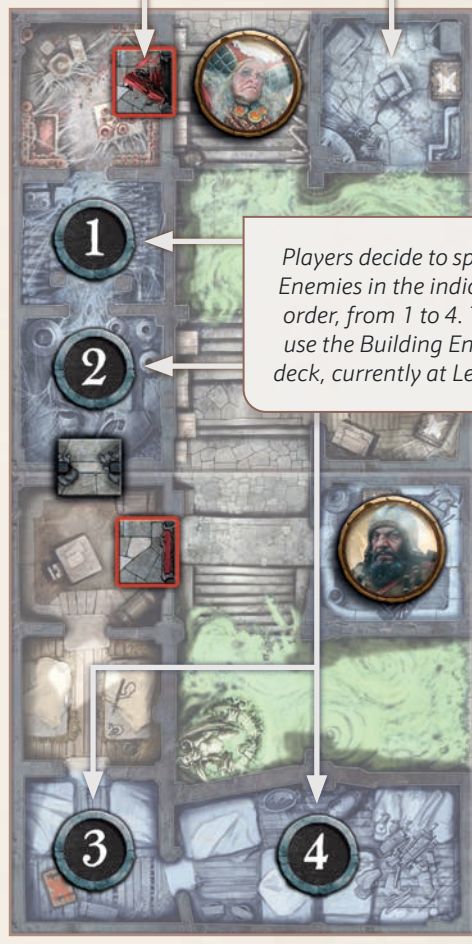 1
Players decide to sp
Enemies in the indic
order, from 1 to 4.
use the Building En
deck, currently at Le
2
3
4